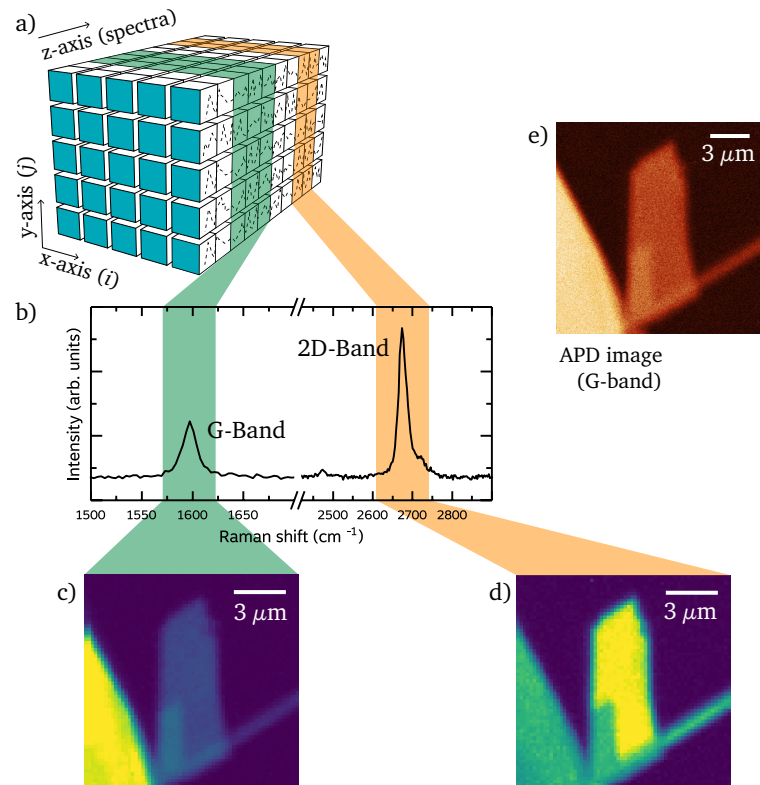 a)
z-axis (spectra)
y-axis (j)
x-axis (i)
e)
3 μm
APD image
(G-band)
b)
Intensity (arb. units)
2D-Band
G-Band
1500 1550 1600 1650 2500 2600 2700 2800
Raman shift (cm -1)
c)
3 μm
d)
3 μm